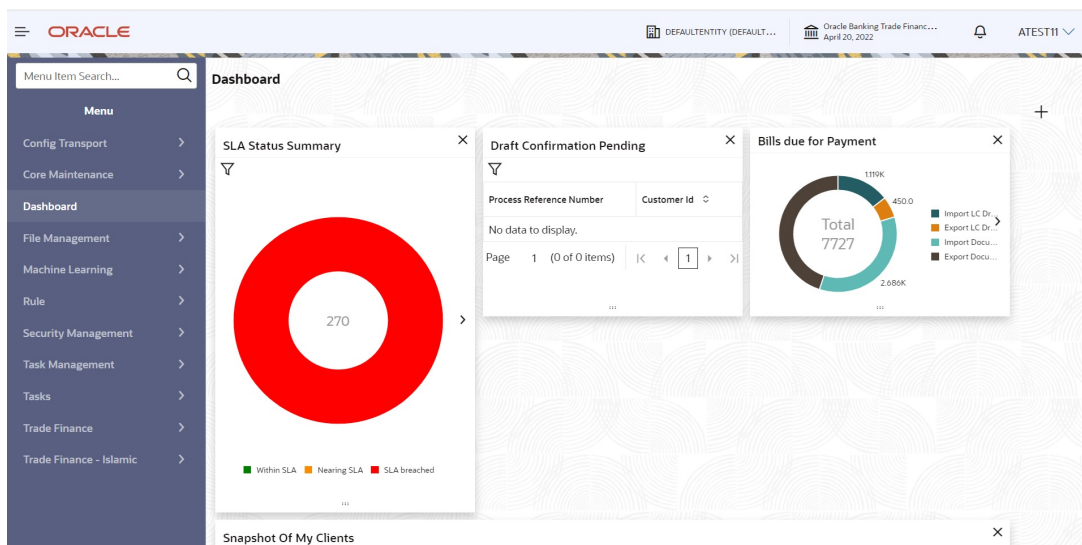 ORACLE
DEFAULTENTITY (DEFAULT...
Oracle Banking Trade Financ...
April 20, 2022
ATEST11
Menu Item Search...
Menu
Config Transport
Core Maintenance
Dashboard
File Management
Machine Learning
Rule
Security Management
Task Management
Tasks
Trade Finance
Trade Finance - Islamic
Dashboard
SLA Status Summary
270
Within SLA
Nearing SLA
SLA breached
Draft Confirmation Pending
Process Reference Number
Customer Id
No data to display.
Page 1 (0 of 0 items)
1
Bills due for Payment
1.119K
450.0
2.686K
Total
7727
Import LC Dr...
Export LC Dr...
Import Docu...
Export Docu...
Snapshot Of My Clients